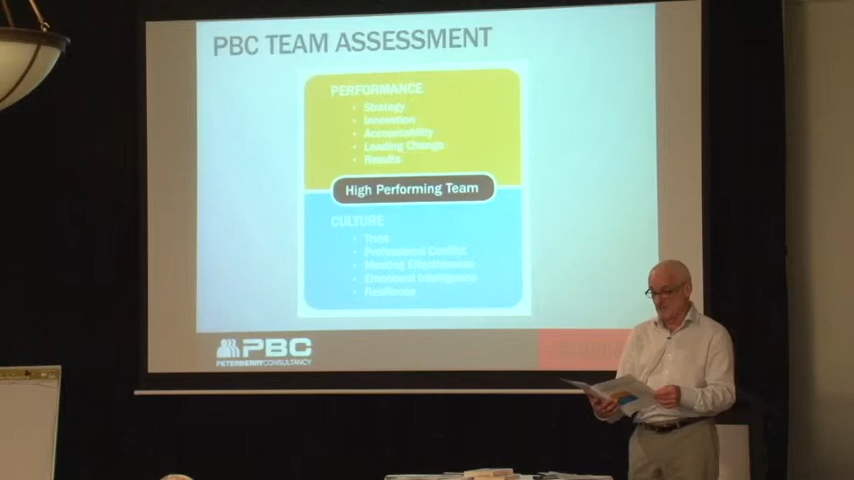 PBC TEAM ASSESSMENT
PERFORMANCE
• Strategy
• Innovation
• Accountability
• Leading Change
• Results
High Performing Team
CULTURE
• Trust
• Professional Conflict
• Meeting Effectiveness
• Emotional Intelligence
• Resilience
PBC
PETERBERRYCONSULTANCY